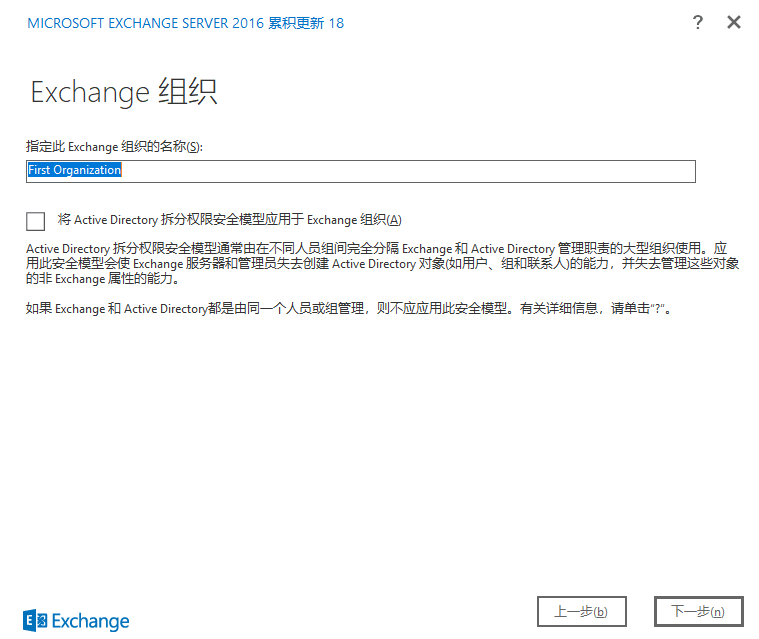 MICROSOFT EXCHANGE SERVER 2016 累积更新 18
?
Exchange 组织
指定此 Exchange 组织的名称(S):
First Organization
将 Active Directory 拆分权限安全模型应用于 Exchange 组织(A)
Active Directory 拆分权限安全模型通常由在不同人员组间完全分隔 Exchange 和 Active Directory 管理职责的大型组织使用。应
用此安全模型会使 Exchange 服务器和管理员失去创建 Active Directory 对象(如用户、组和联系人)的能力，并失去管理这些对象
的非 Exchange 属性的能力。
如果 Exchange 和 Active Directory都是由同一个人员或组管理，则不应应用此安全模型。有关详细信息，请单击“?”。
上一步(b)
下一步(n)
Exchange